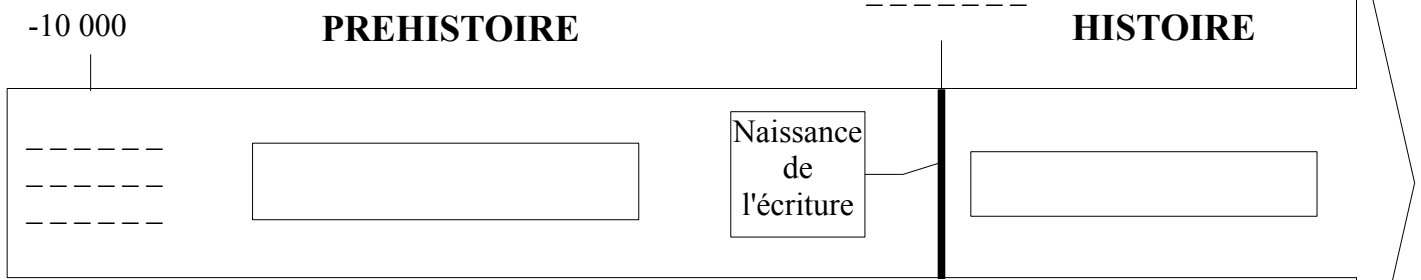 -10 000
PREHISTOIRE
HISTOIRE
Naissance
de
l'écriture